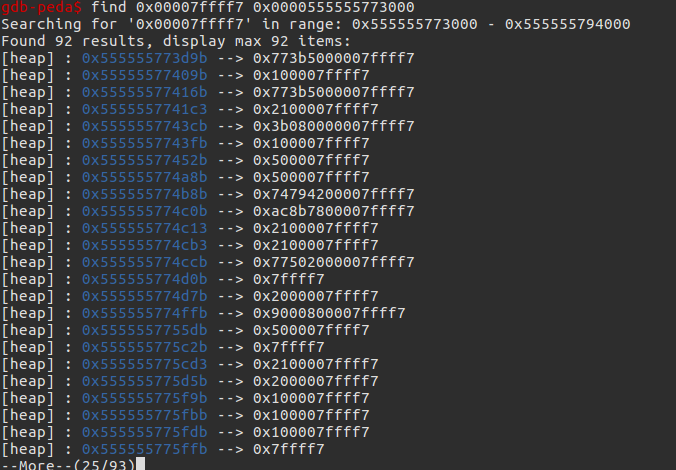 gdb-peda$ find 0x00007ffff7 0x0000555555773000
Searching for '0x00007ffff7' in range: 0x555555773000 - 0x555555794000
Found 92 results, display max 92 items:
[heap] : 0x555555773d9b --> 0x773b5000007ffff7
[heap] : 0x55555577409b --> 0x100007ffff7
[heap] : 0x55555577416b --> 0x773b5000007ffff7
[heap] : 0x5555557741c3 --> 0x2100007ffff7
[heap] : 0x5555557743cb --> 0x3b080000007ffff7
[heap] : 0x5555557743fb --> 0x100007ffff7
[heap] : 0x55555577452b --> 0x500007ffff7
[heap] : 0x555555774a8b --> 0x500007ffff7
[heap] : 0x555555774b8b --> 0x74794200007ffff7
[heap] : 0x555555774c0b --> 0xac8b7800007ffff7
[heap] : 0x555555774c13 --> 0x2100007ffff7
[heap] : 0x555555774cb3 --> 0x2100007ffff7
[heap] : 0x555555774ccb --> 0x77502000007ffff7
[heap] : 0x555555774d0b --> 0x7ffff7
[heap] : 0x555555774d7b --> 0x2000007ffff7
[heap] : 0x555555774ffb --> 0x9000800007ffff7
[heap] : 0x5555557755db --> 0x500007ffff7
[heap] : 0x555555775c2b --> 0x7ffff7
[heap] : 0x555555775cd3 --> 0x2100007ffff7
[heap] : 0x555555775d5b --> 0x2000007ffff7
[heap] : 0x555555775f9b --> 0x100007ffff7
[heap] : 0x555555775fbb --> 0x100007ffff7
[heap] : 0x555555775fdb --> 0x100007ffff7
[heap] : 0x555555775ffb --> 0x7ffff7
--More--(25/93)